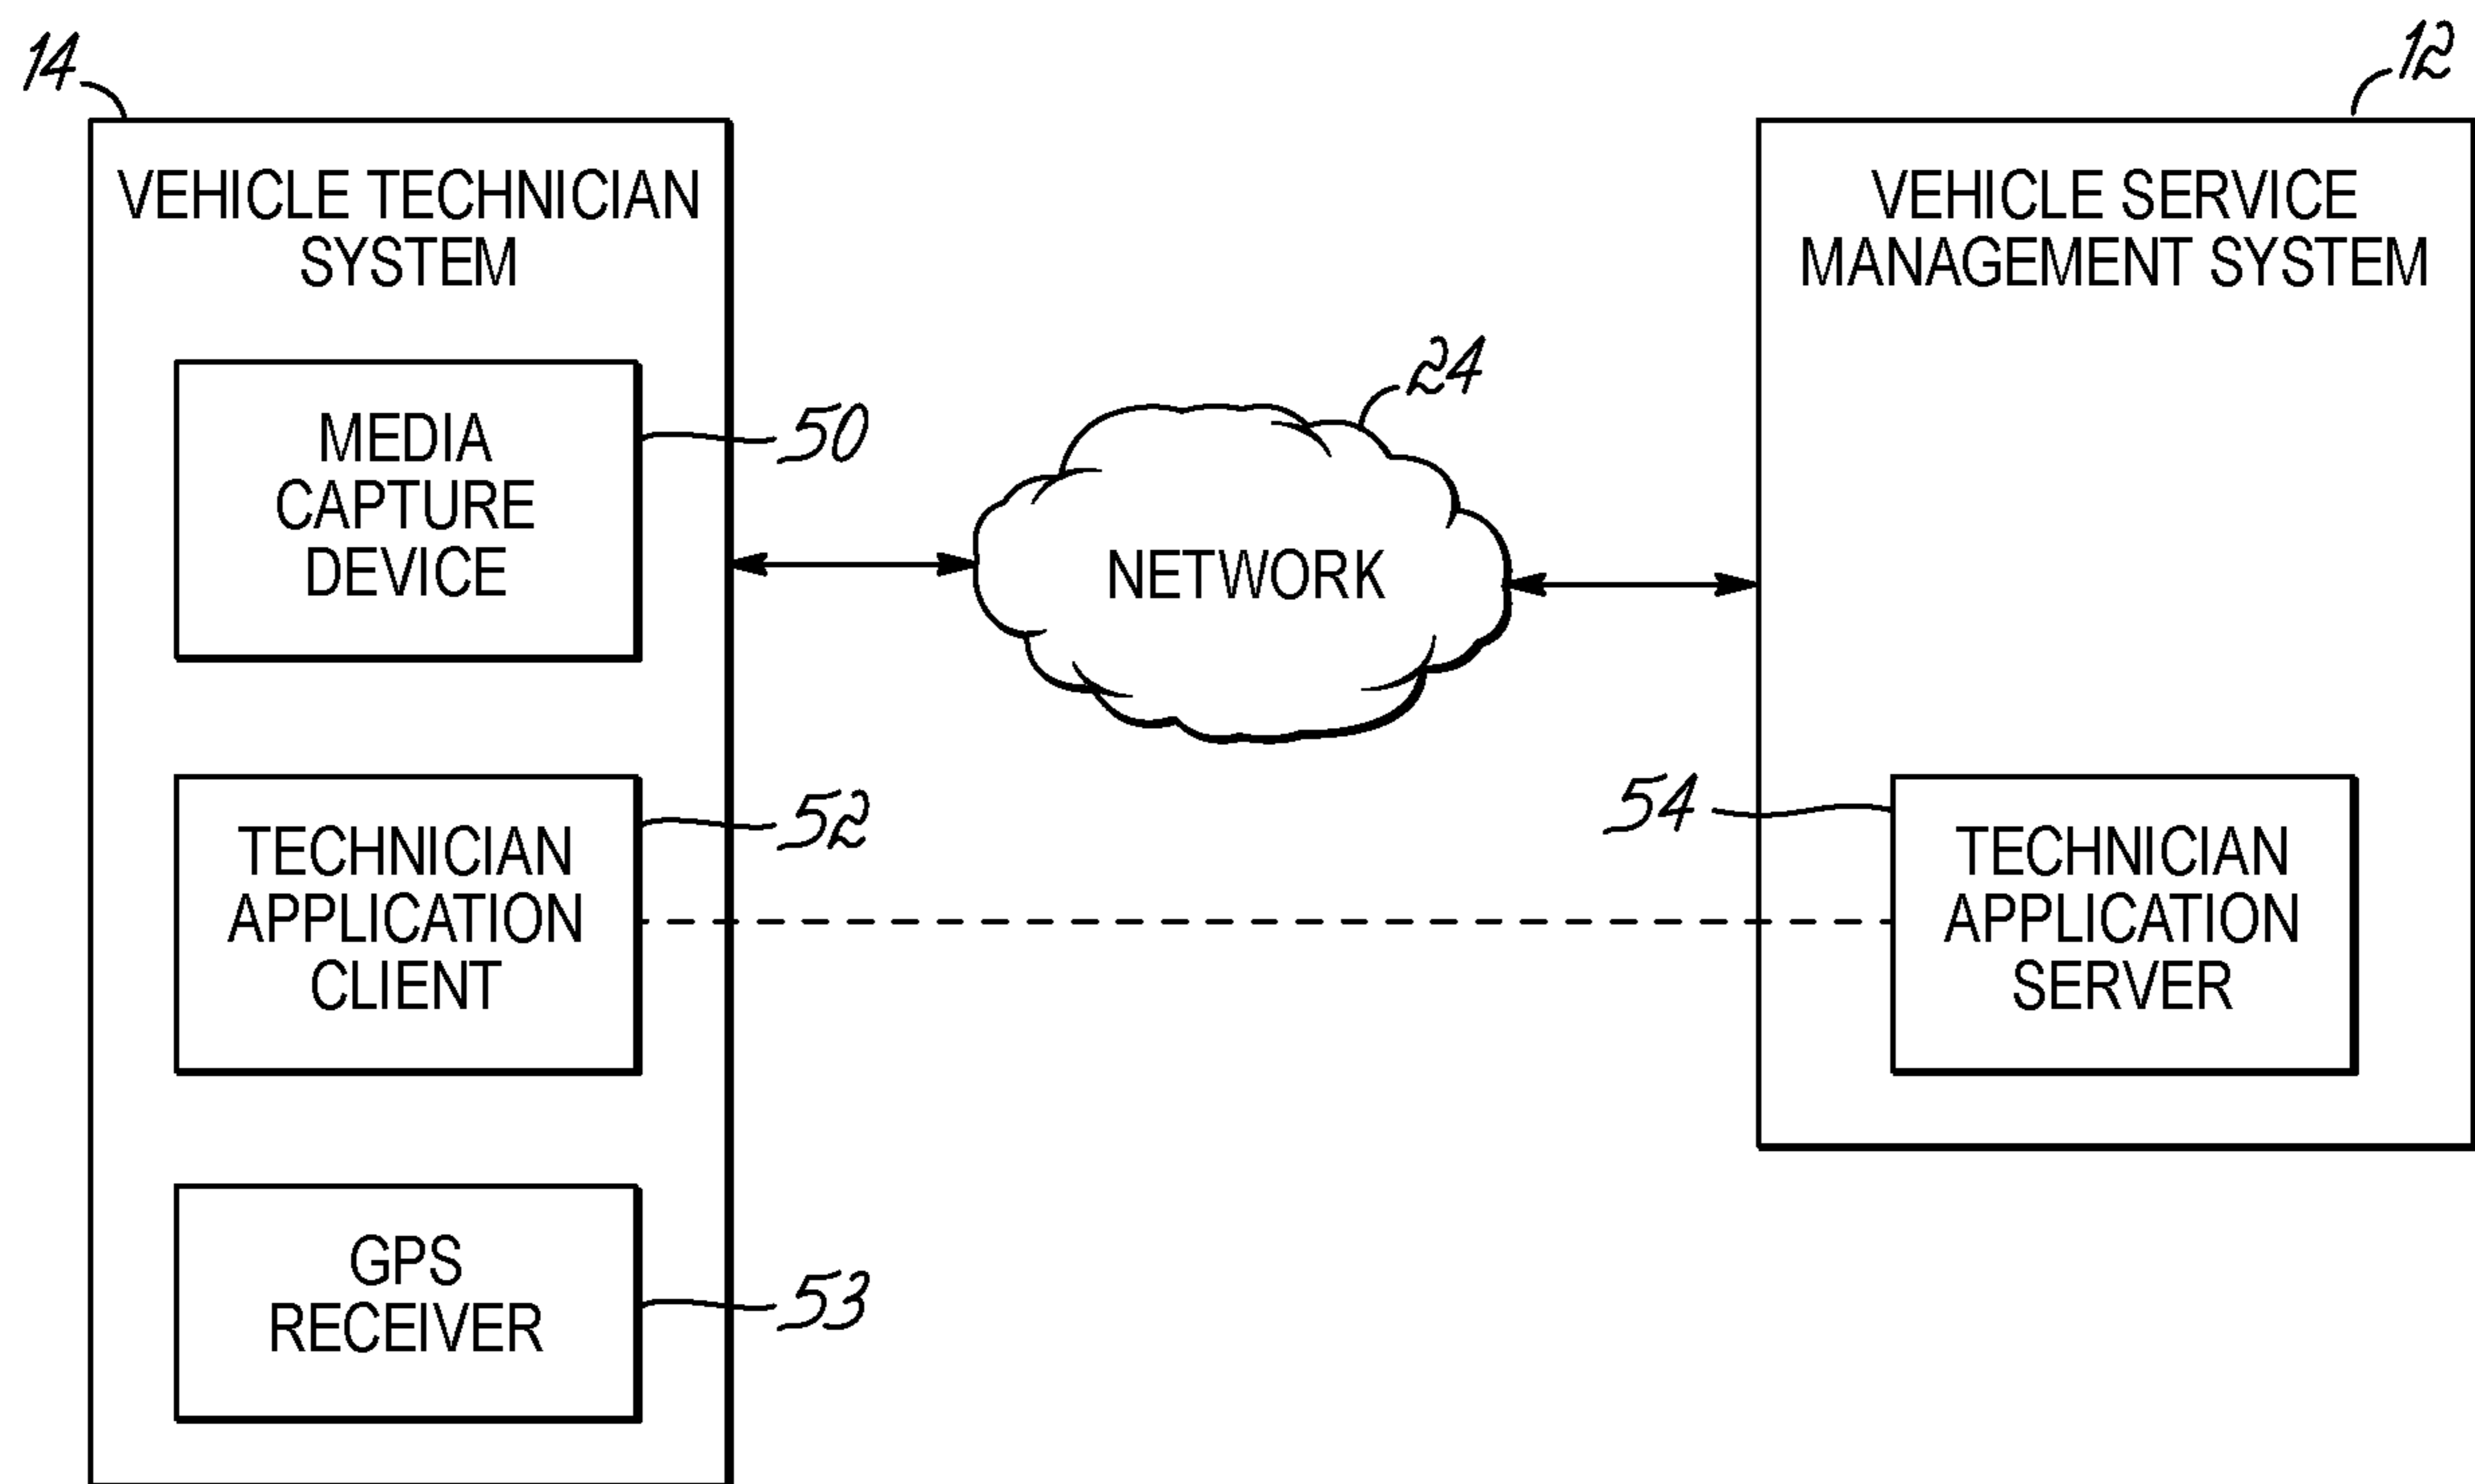 14
12
VEHICLE TECHNICIAN
SYSTEM
VEHICLE SERVICE
MANAGEMENT SYSTEM
24
MEDIA
CAPTURE
DEVICE
50
NETWORK
TECHNICIAN
APPLICATION
CLIENT
52
54
TECHNICIAN
APPLICATION
SERVER
GPS
RECEIVER
53